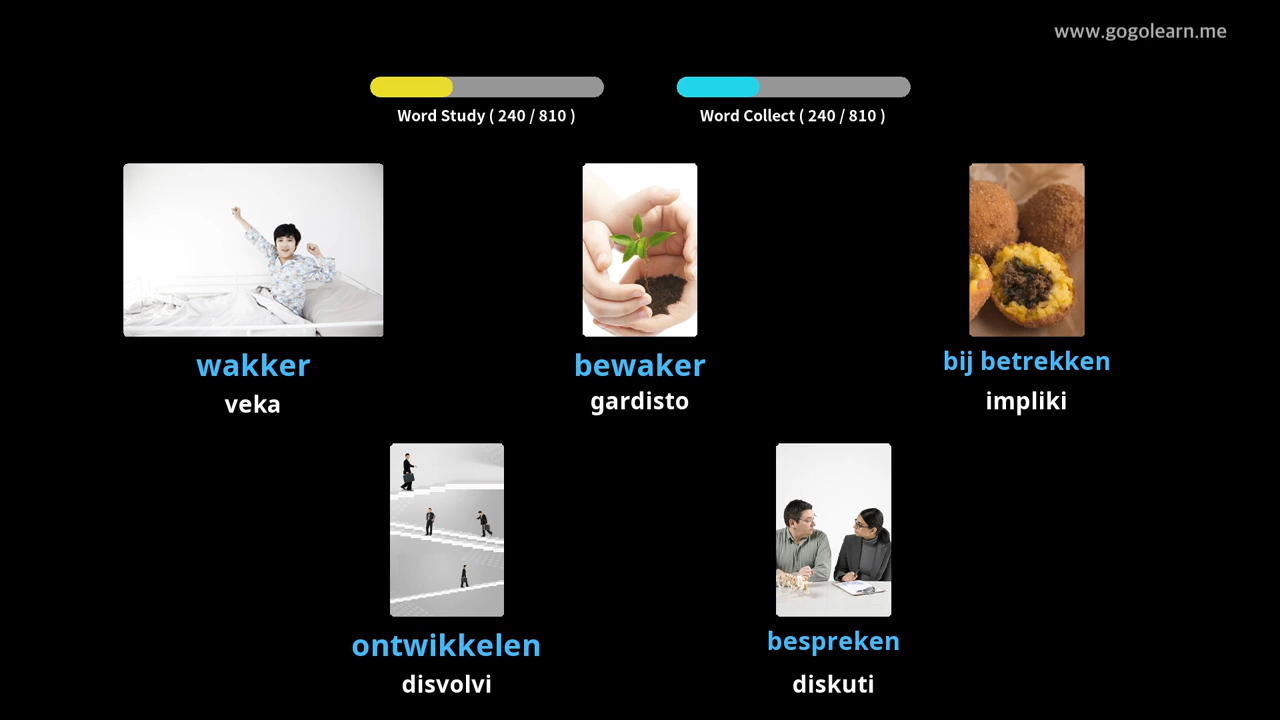 www.gogolearn.me
Word Study ( 240 / 810 )
Word Collect ( 240 / 810 )
wakker
veka
bewaker
gardisto
bij betrekken
impliki
ontwikkelen
disvolvi
bespreken
diskuti